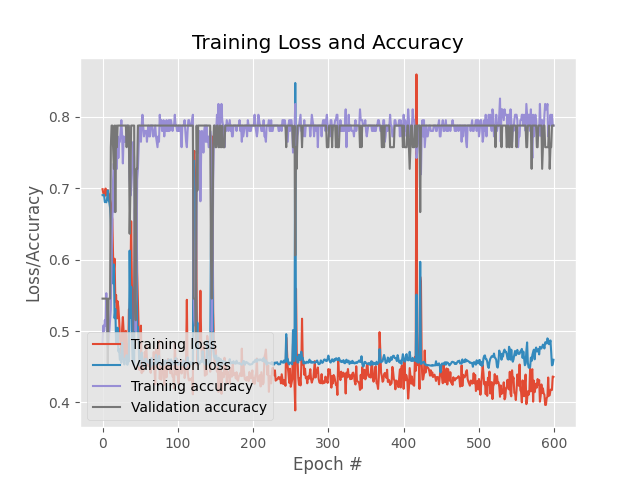 Training Loss and Accuracy
Loss/Accuracy
0.8
0.7
0.6
0.5
0.4
Training loss
Validation loss
Training accuracy
Validation accuracy
0 100 200 300 400 500 600
Epoch #